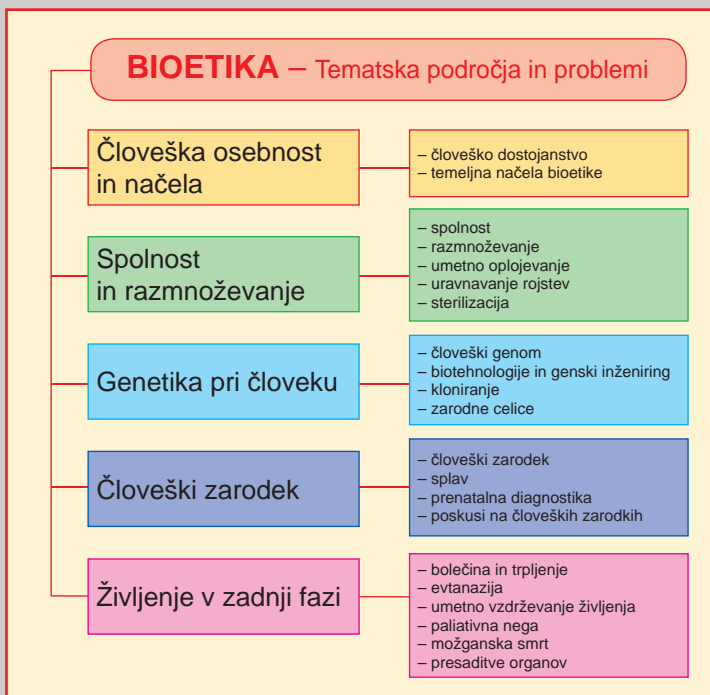 BIOETIKA – Tematska področja in problemi
Človeška osebnost
in načela
– človeško dostojanstvo
– temeljna načela bioetike
Spolnost
in razmnoževanje
– spolnost
– razmnoževanje
– umetno oplojevanje
– uravnavanje rojstev
– sterilizacija
Genetika pri človeku
– človeški genom
– biotehnologije in genski inženiring
– kloniranje
– zarodne celice
Človeški zarodek
– človeški zarodek
– splav
– prenatalna diagnostika
– poskusi na človeških zarodkih
Življenje v zadnji fazi
– bolečina in trpljenje
– evtanazija
– umetno vzdrževanje življenja
– paliativna nega
– možganska smrt
– presaditve organov